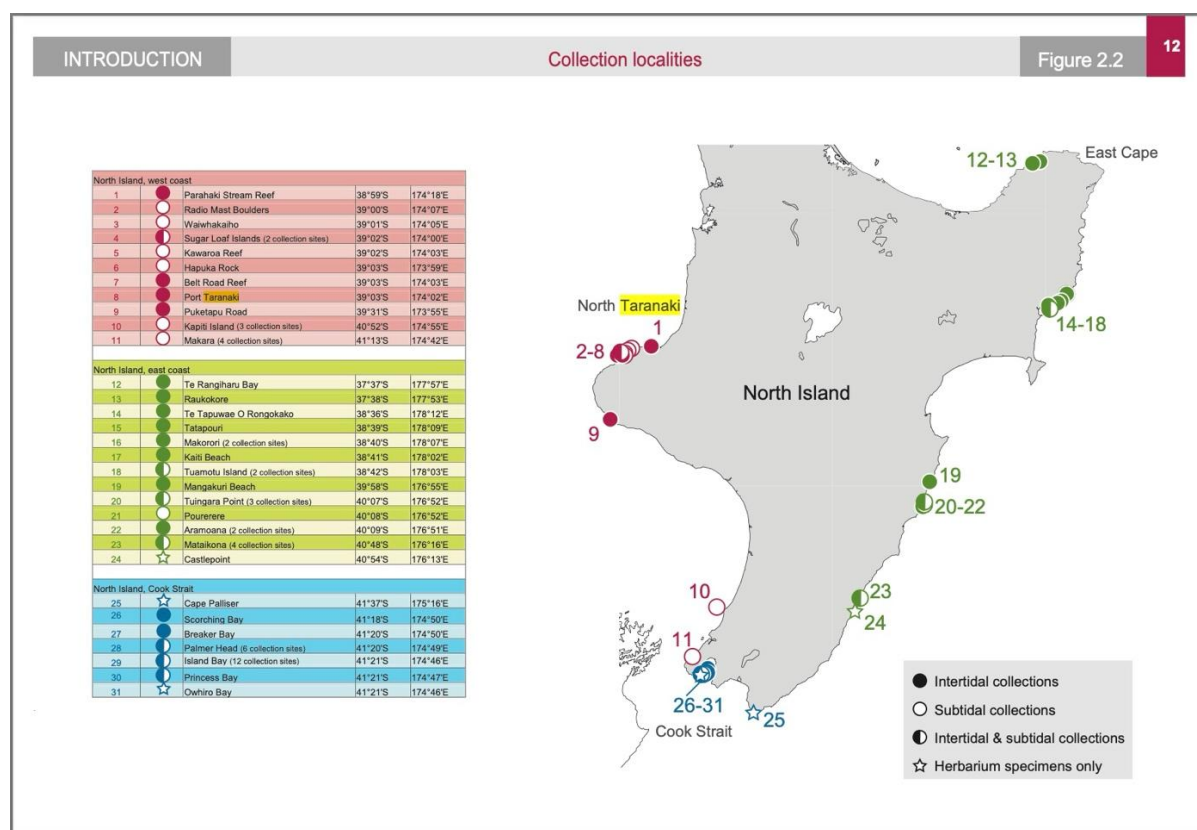 INTRODUCTION Collection localities Figure 2.2 12
North Island, west coast
1 Parahaki Stream Reef 38°59'S 174°18'E
2 Radio Mast Boulders 39°00'S 174°07'E
3 Waiwhakaiho 39°01'S 174°05'E
4 Sugar Loaf Islands (2 collection sites) 39°02'S 174°00'E
5 Kawaroa Reef 39°02'S 174°03'E
6 Hapuka Rock 39°03'S 173°59'E
7 Belt Road Reef 39°03'S 174°03'E
8 Port Taranaki 39°03'S 174°02'E
9 Puketapu Road 39°31'S 173°55'E
10 Kapiti Island (3 collection sites) 40°52'S 174°55'E
11 Makara (4 collection sites) 41°13'S 174°42'E
North Island, east coast
12 Te Rangiharu Bay 37°37'S 177°57'E
13 Raukokore 37°38'S 177°53'E
14 Te Tapuwae O Rongokako 38°36'S 178°12'E
15 Tatapouri 38°39'S 178°09'E
16 Makorori (2 collection sites) 38°40'S 178°07'E
17 Kaiti Beach 38°41'S 178°02'E
18 Tuamotu Island (2 collection sites) 38°42'S 178°03'E
19 Mangakuri Beach 39°58'S 176°55'E
20 Tuingara Point (3 collection sites) 40°07'S 176°52'E
21 Pourerere 40°08'S 176°52'E
22 Aramoana (2 collection sites) 40°09'S 176°51'E
23 Mataikona (4 collection sites) 40°48'S 176°16'E
24 Castlepoint 40°54'S 176°13'E
North Island, Cook Strait
25 Cape Palliser 41°37'S 175°16'E
26 Scorching Bay 41°18'S 174°50'E
27 Breaker Bay 41°20'S 174°50'E
28 Palmer Head (6 collection sites) 41°20'S 174°49'E
29 Island Bay (12 collection sites) 41°21'S 174°46'E
30 Princess Bay 41°21'S 174°47'E
31 Owhiro Bay 41°21'S 174°46'E
12-13
East Cape
North Taranaki
1
14-18
2-8
North Island
9
19
20-22
10
23
24
11
26-31
25
Cook Strait
Intertidal collections
Subtidal collections
Intertidal & subtidal collections
Herbarium specimens only